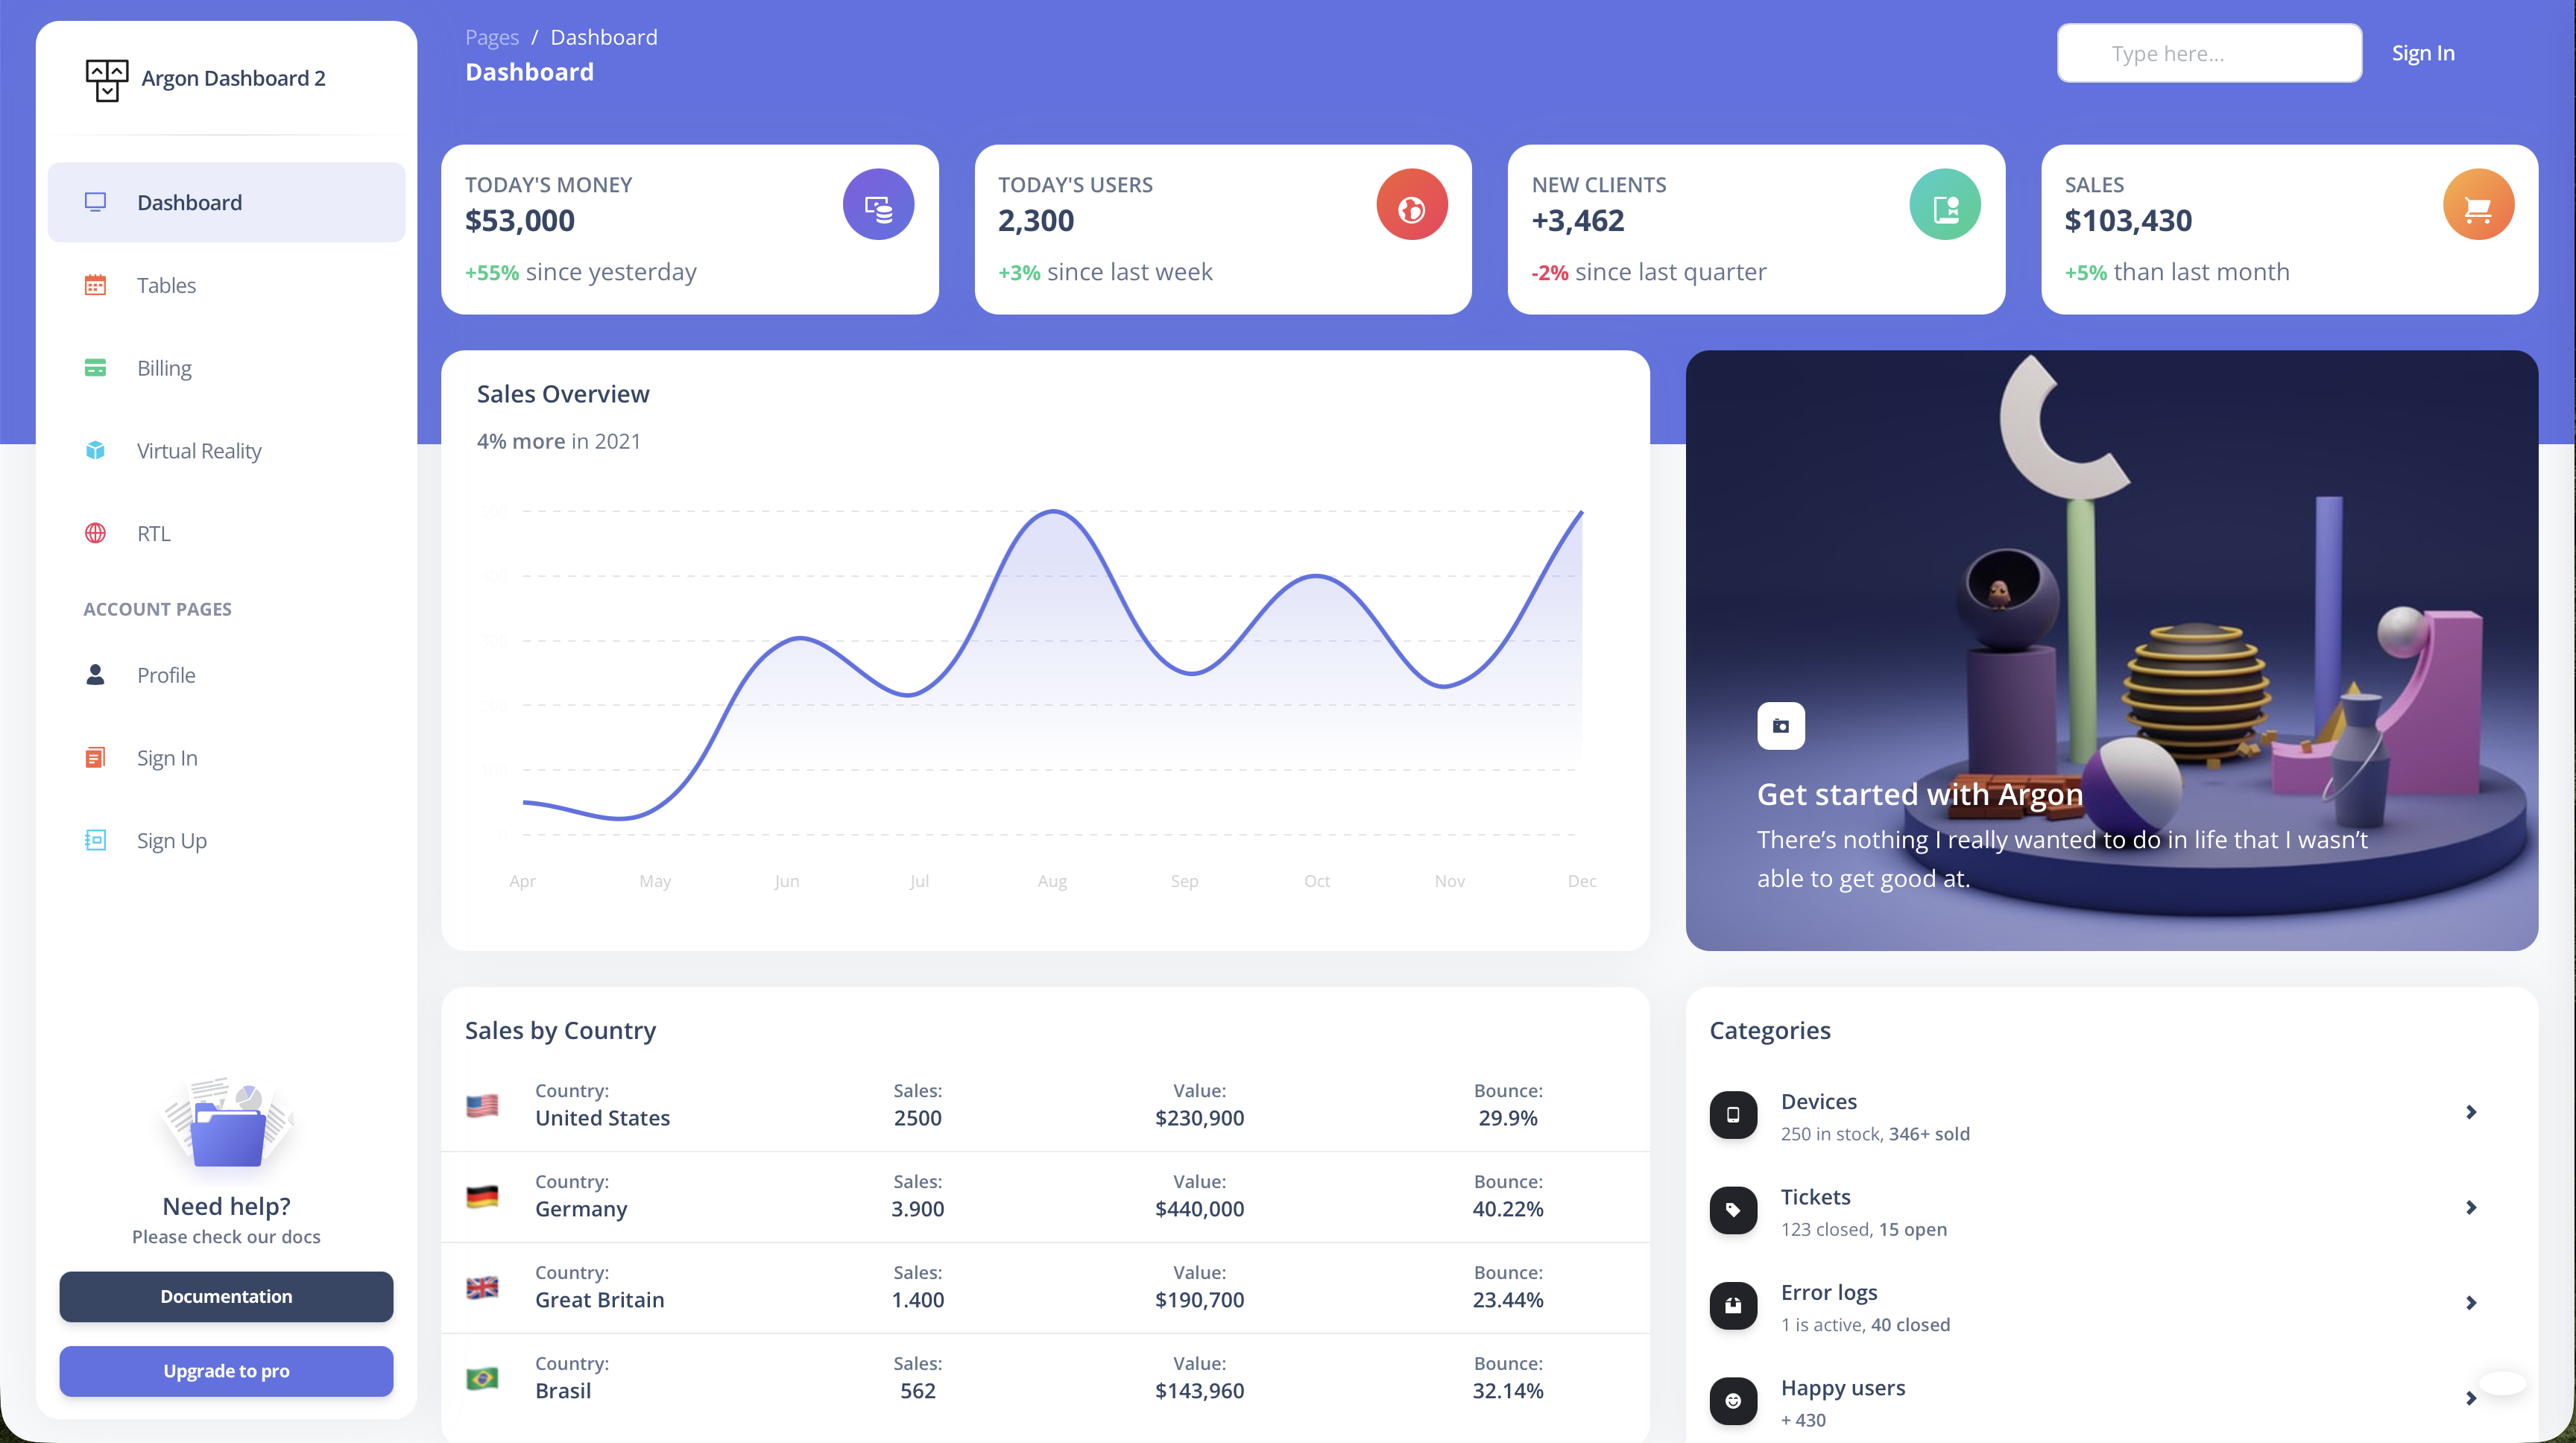 Argon Dashboard 2
Dashboard
Tables
Billing
Virtual Reality
RTL
ACCOUNT PAGES
Profile
Sign In
Sign Up
Need help?
Please check our docs
Documentation
Upgrade to pro
Pages / Dashboard
Dashboard
Type here...
Sign In
TODAY'S MONEY
$53,000
+55% since yesterday
TODAY'S USERS
2,300
+3% since last week
NEW CLIENTS
+3,462
-2% since last quarter
SALES
$103,430
+5% than last month
Sales Overview
4% more in 2021
500
400
300
200
100
0
Apr May Jun Jul Aug Sep Oct Nov Dec
Get started with Argon
There’s nothing I really wanted to do in life that I wasn’t
able to get good at.
Sales by Country
Country: Sales: Value: Bounce:
United States 2500 $230,900 29.9%
Country: Sales: Value: Bounce:
Germany 3.900 $440,000 40.22%
Country: Sales: Value: Bounce:
Great Britain 1.400 $190,700 23.44%
Country: Sales: Value: Bounce:
Brasil 562 $143,960 32.14%
Categories
Devices
250 in stock, 346+ sold
Tickets
123 closed, 15 open
Error logs
1 is active, 40 closed
Happy users
+ 430